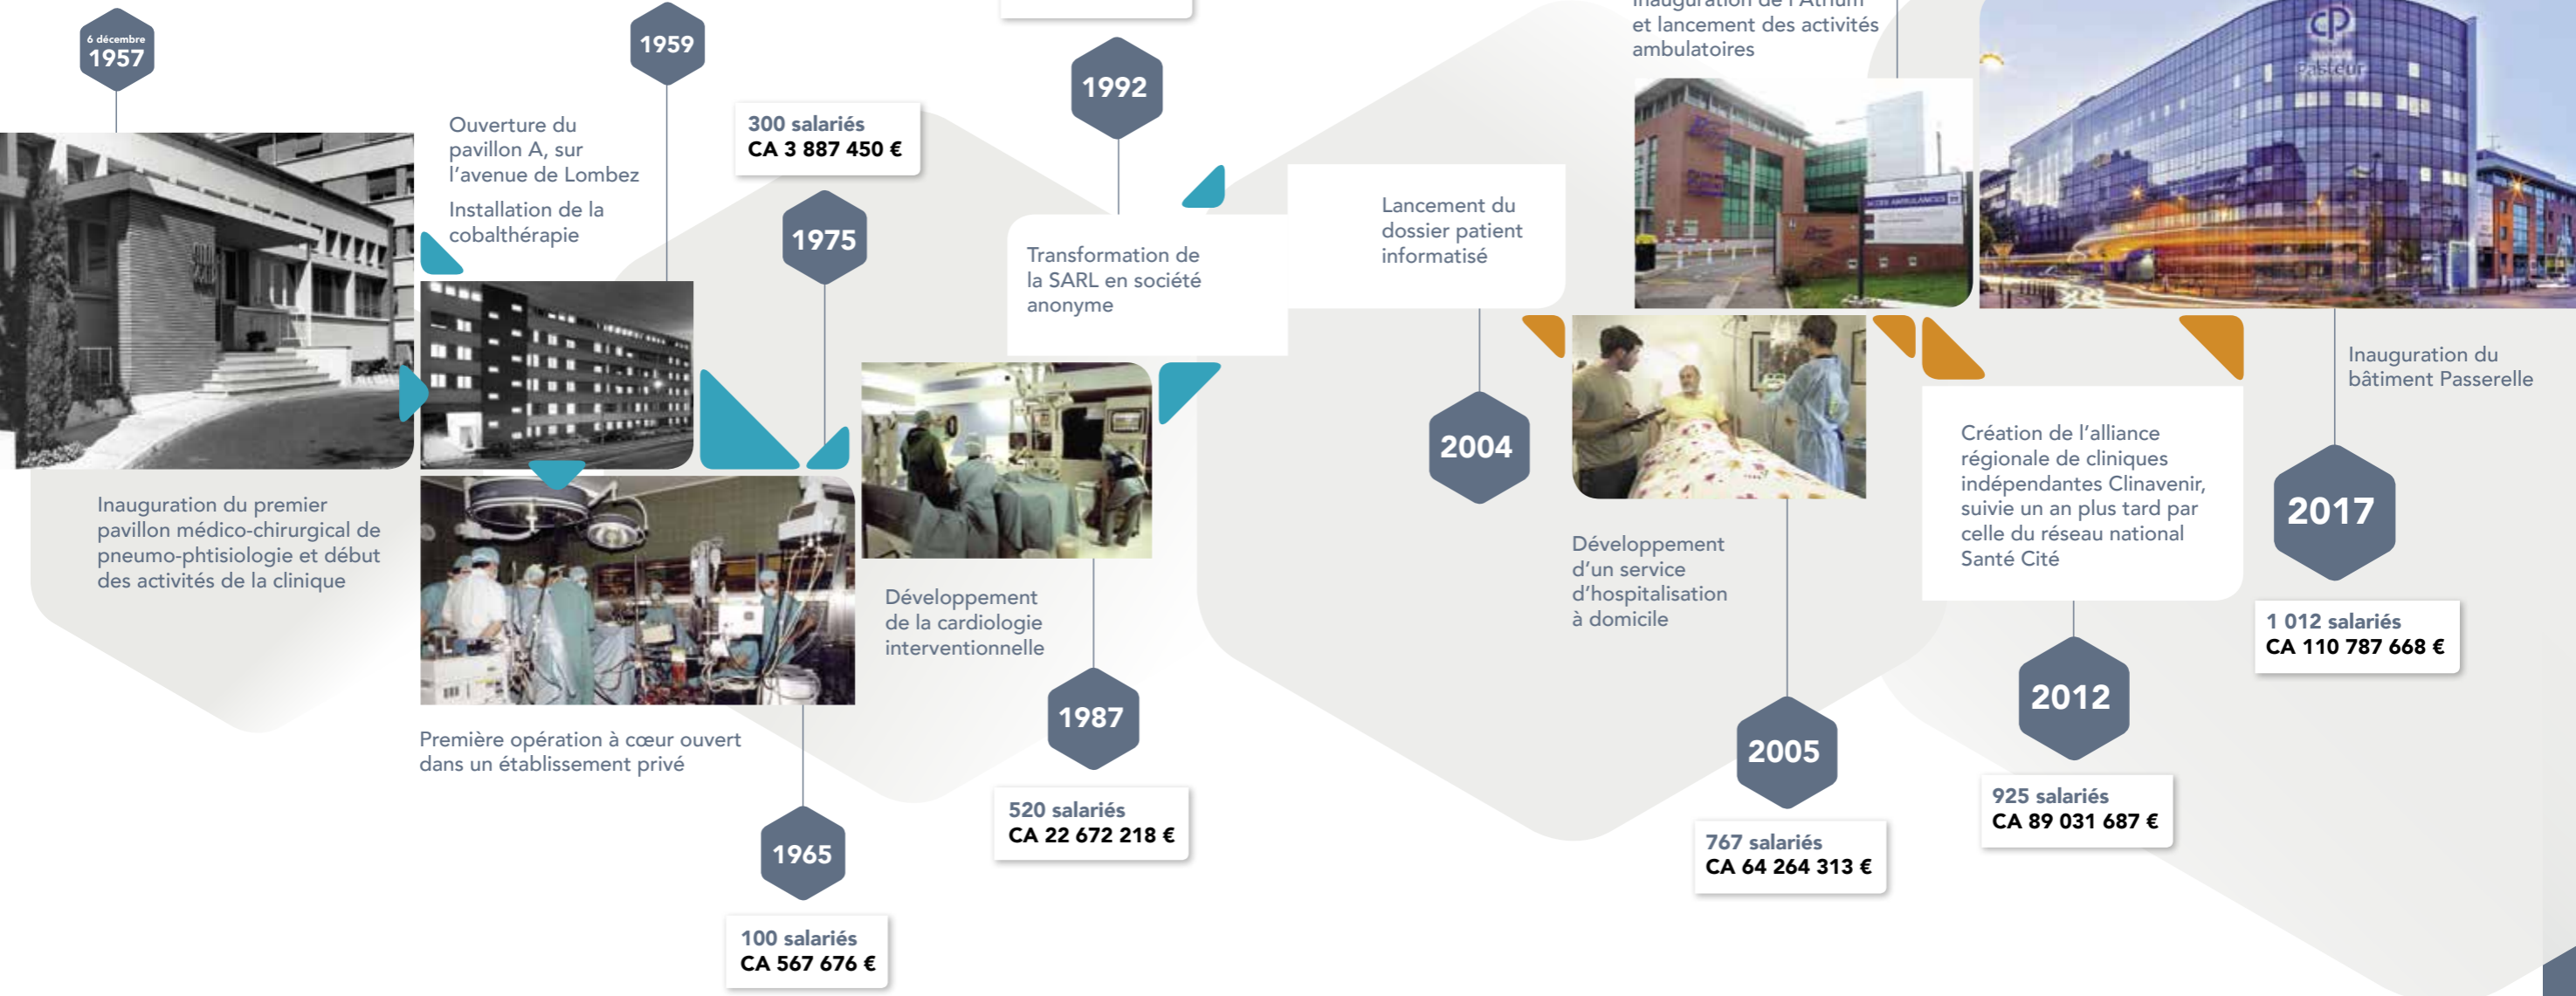 6 décembre
1957
Inauguration du premier
pavillon médico-chirurgical de
pneumo-phtisiologie et début
des activités de la clinique
1959
Ouverture du
pavillon A, sur
l’avenue de Lombez
Installation de la
cobalthérapie
Première opération à cœur ouvert
dans un établissement privé
1965
100 salariés
CA 567 676 €
300 salariés
CA 3 887 450 €
1975
Développement
de la cardiologie
interventionnelle
1987
520 salariés
CA 22 672 218 €
1992
Transformation de
la SARL en société
anonyme
Lancement du
dossier patient
informatisé
2004
Développement
d’un service
d’hospitalisation
à domicile
2005
767 salariés
CA 64 264 313 €
Inauguration de l’Atrium
et lancement des activités
ambulatoires
Création de l’alliance
régionale de cliniques
indépendantes Clinavenir,
suivie un an plus tard par
celle du réseau national
Santé Cité
2012
925 salariés
CA 89 031 687 €
CP
Pasteur
Inauguration du
bâtiment Passerelle
2017
1 012 salariés
CA 110 787 668 €